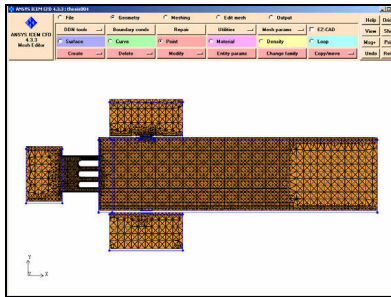 ANSYS ICEM CFD 4.3.3 : thesis004
File Geometry Meshing Edit mesh Output
DDN tools Boundary conds Repair Utilities Mesh params EZ-CAD
Surface Curve Point Material Density Loop
Create Delete Modify Entity params Change family Copy/move
ANSYS ICEM CFD
4.3.3
Mesh Editor
Help
View
Msg+
Undo
Y
Z X